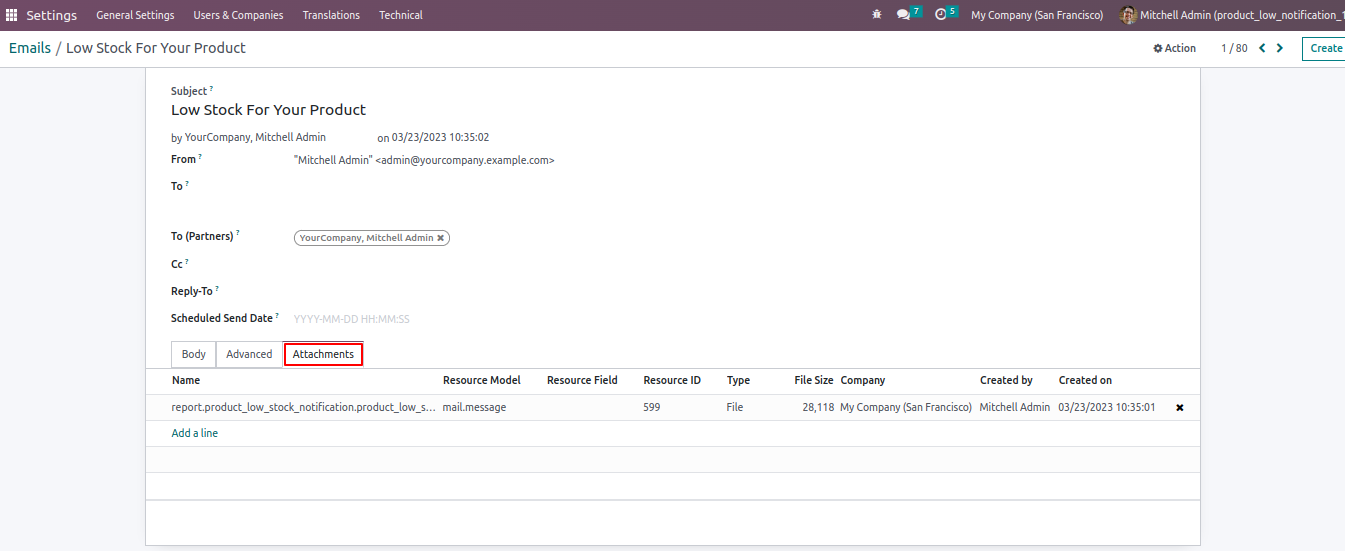 Settings General Settings Users & Companies Translations Technical 7 5 My Company (San Francisco) Mitchell Admin (product_low_notification_1
Emails / Low Stock For Your Product Action 1 / 80 Create
Subject ?
Low Stock For Your Product
by YourCompany, Mitchell Admin on 03/23/2023 10:35:02
From ? "Mitchell Admin" <admin@yourcompany.example.com>
To ?
To (Partners) ? YourCompany, Mitchell Admin ✖
Cc ?
Reply-To ?
Scheduled Send Date ? YYYY-MM-DD HH:MM:SS
Body Advanced Attachments
Name Resource Model Resource Field Resource ID Type File Size Company Created by Created on
report.product_low_stock_notification.product_low_s... mail.message 599 File 28,118 My Company (San Francisco) Mitchell Admin 03/23/2023 10:35:01 ✖
Add a line